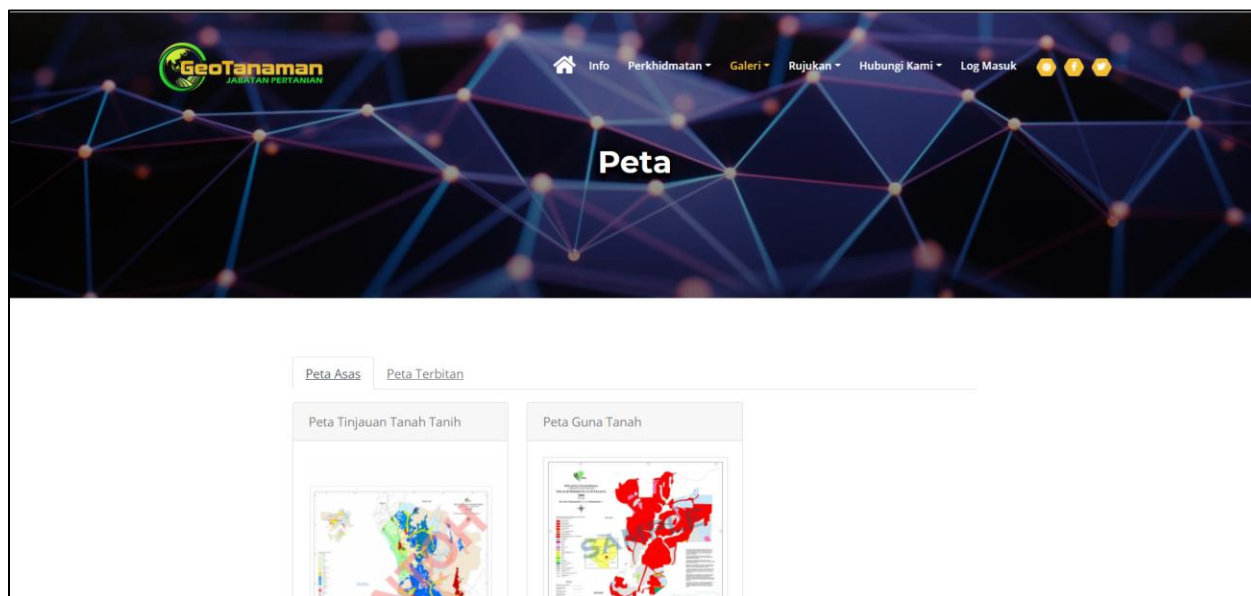 GeoTanaman
JABATAN PERTANIAN
Info Perkhidmatan Galeri Rujukan Hubungi Kami Log Masuk
Peta
Peta Asas Peta Terbitan
Peta Tinjauan Tanah Tanih Peta Guna Tanah